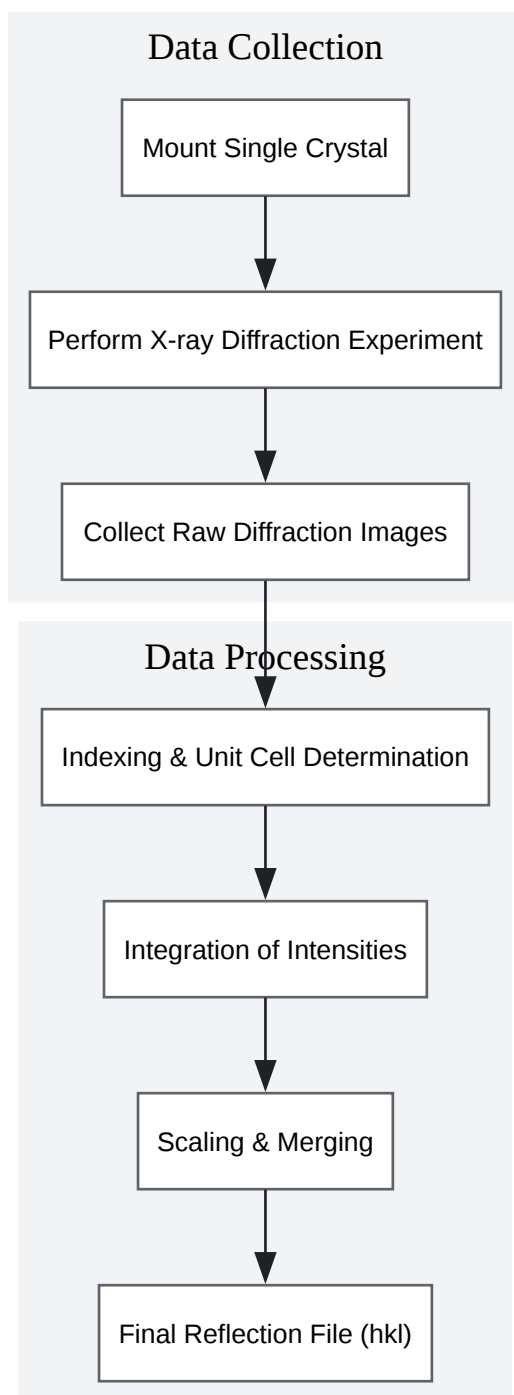 Data Collection
Mount Single Crystal
Perform X-ray Diffraction Experiment
Collect Raw Diffraction Images
Data Processing
Indexing & Unit Cell Determination
Integration of Intensities
Scaling & Merging
Final Reflection File (hkl)